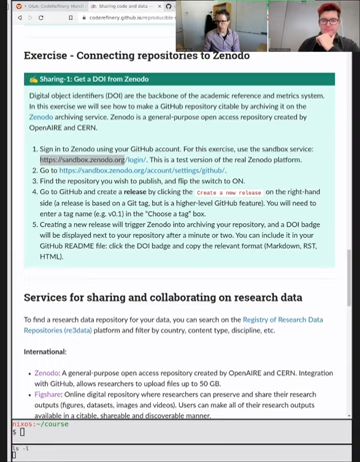 Sharing code and data –
coderefinery.github.io/reproducible-
Exercise - Connecting repositories to Zenodo
Sharing-1: Get a DOI from Zenodo
Digital object identifiers (DOI) are the backbone of the academic reference and metrics system.
In this exercise we will see how to make a GitHub repository citable by archiving it on the
Zenodo archiving service. Zenodo is a general-purpose open access repository created by
OpenAIRE and CERN.
1. Sign in to Zenodo using your GitHub account. For this exercise, use the sandbox service:
https://sandbox.zenodo.org/login/. This is a test version of the real Zenodo platform.
2. Go to https://sandbox.zenodo.org/account/settings/github/.
3. Find the repository you wish to publish, and flip the switch to ON.
4. Go to GitHub and create a release by clicking the Create a new release on the right-
hand side (a release is based on a Git tag, but is a higher-level GitHub feature). You will need to
enter a tag name (e.g. v0.1) in the "Choose a tag" box.
5. Creating a new release will trigger Zenodo into archiving your repository, and a DOI badge
will be displayed next to your repository after a minute or two. You can include it in your
GitHub README file: click the DOI badge and copy the relevant format (Markdown, RST,
HTML).
Services for sharing and collaborating on research data
To find a research data repository for your data, you can search on the Registry of Research Data
Repositories (re3data) platform and filter by country, content type, discipline, etc.
International:
• Zenodo: A general-purpose open access repository created by OpenAIRE and CERN. Integration
with GitHub, allows researchers to upload files up to 50 GB.
• Figshare: Online digital repository where researchers can preserve and share their research
outputs (figures, datasets, images and videos). Users can make all of their research outputs
available in a citable, shareable and discoverable manner.
nixos:~/course
$
ls -l